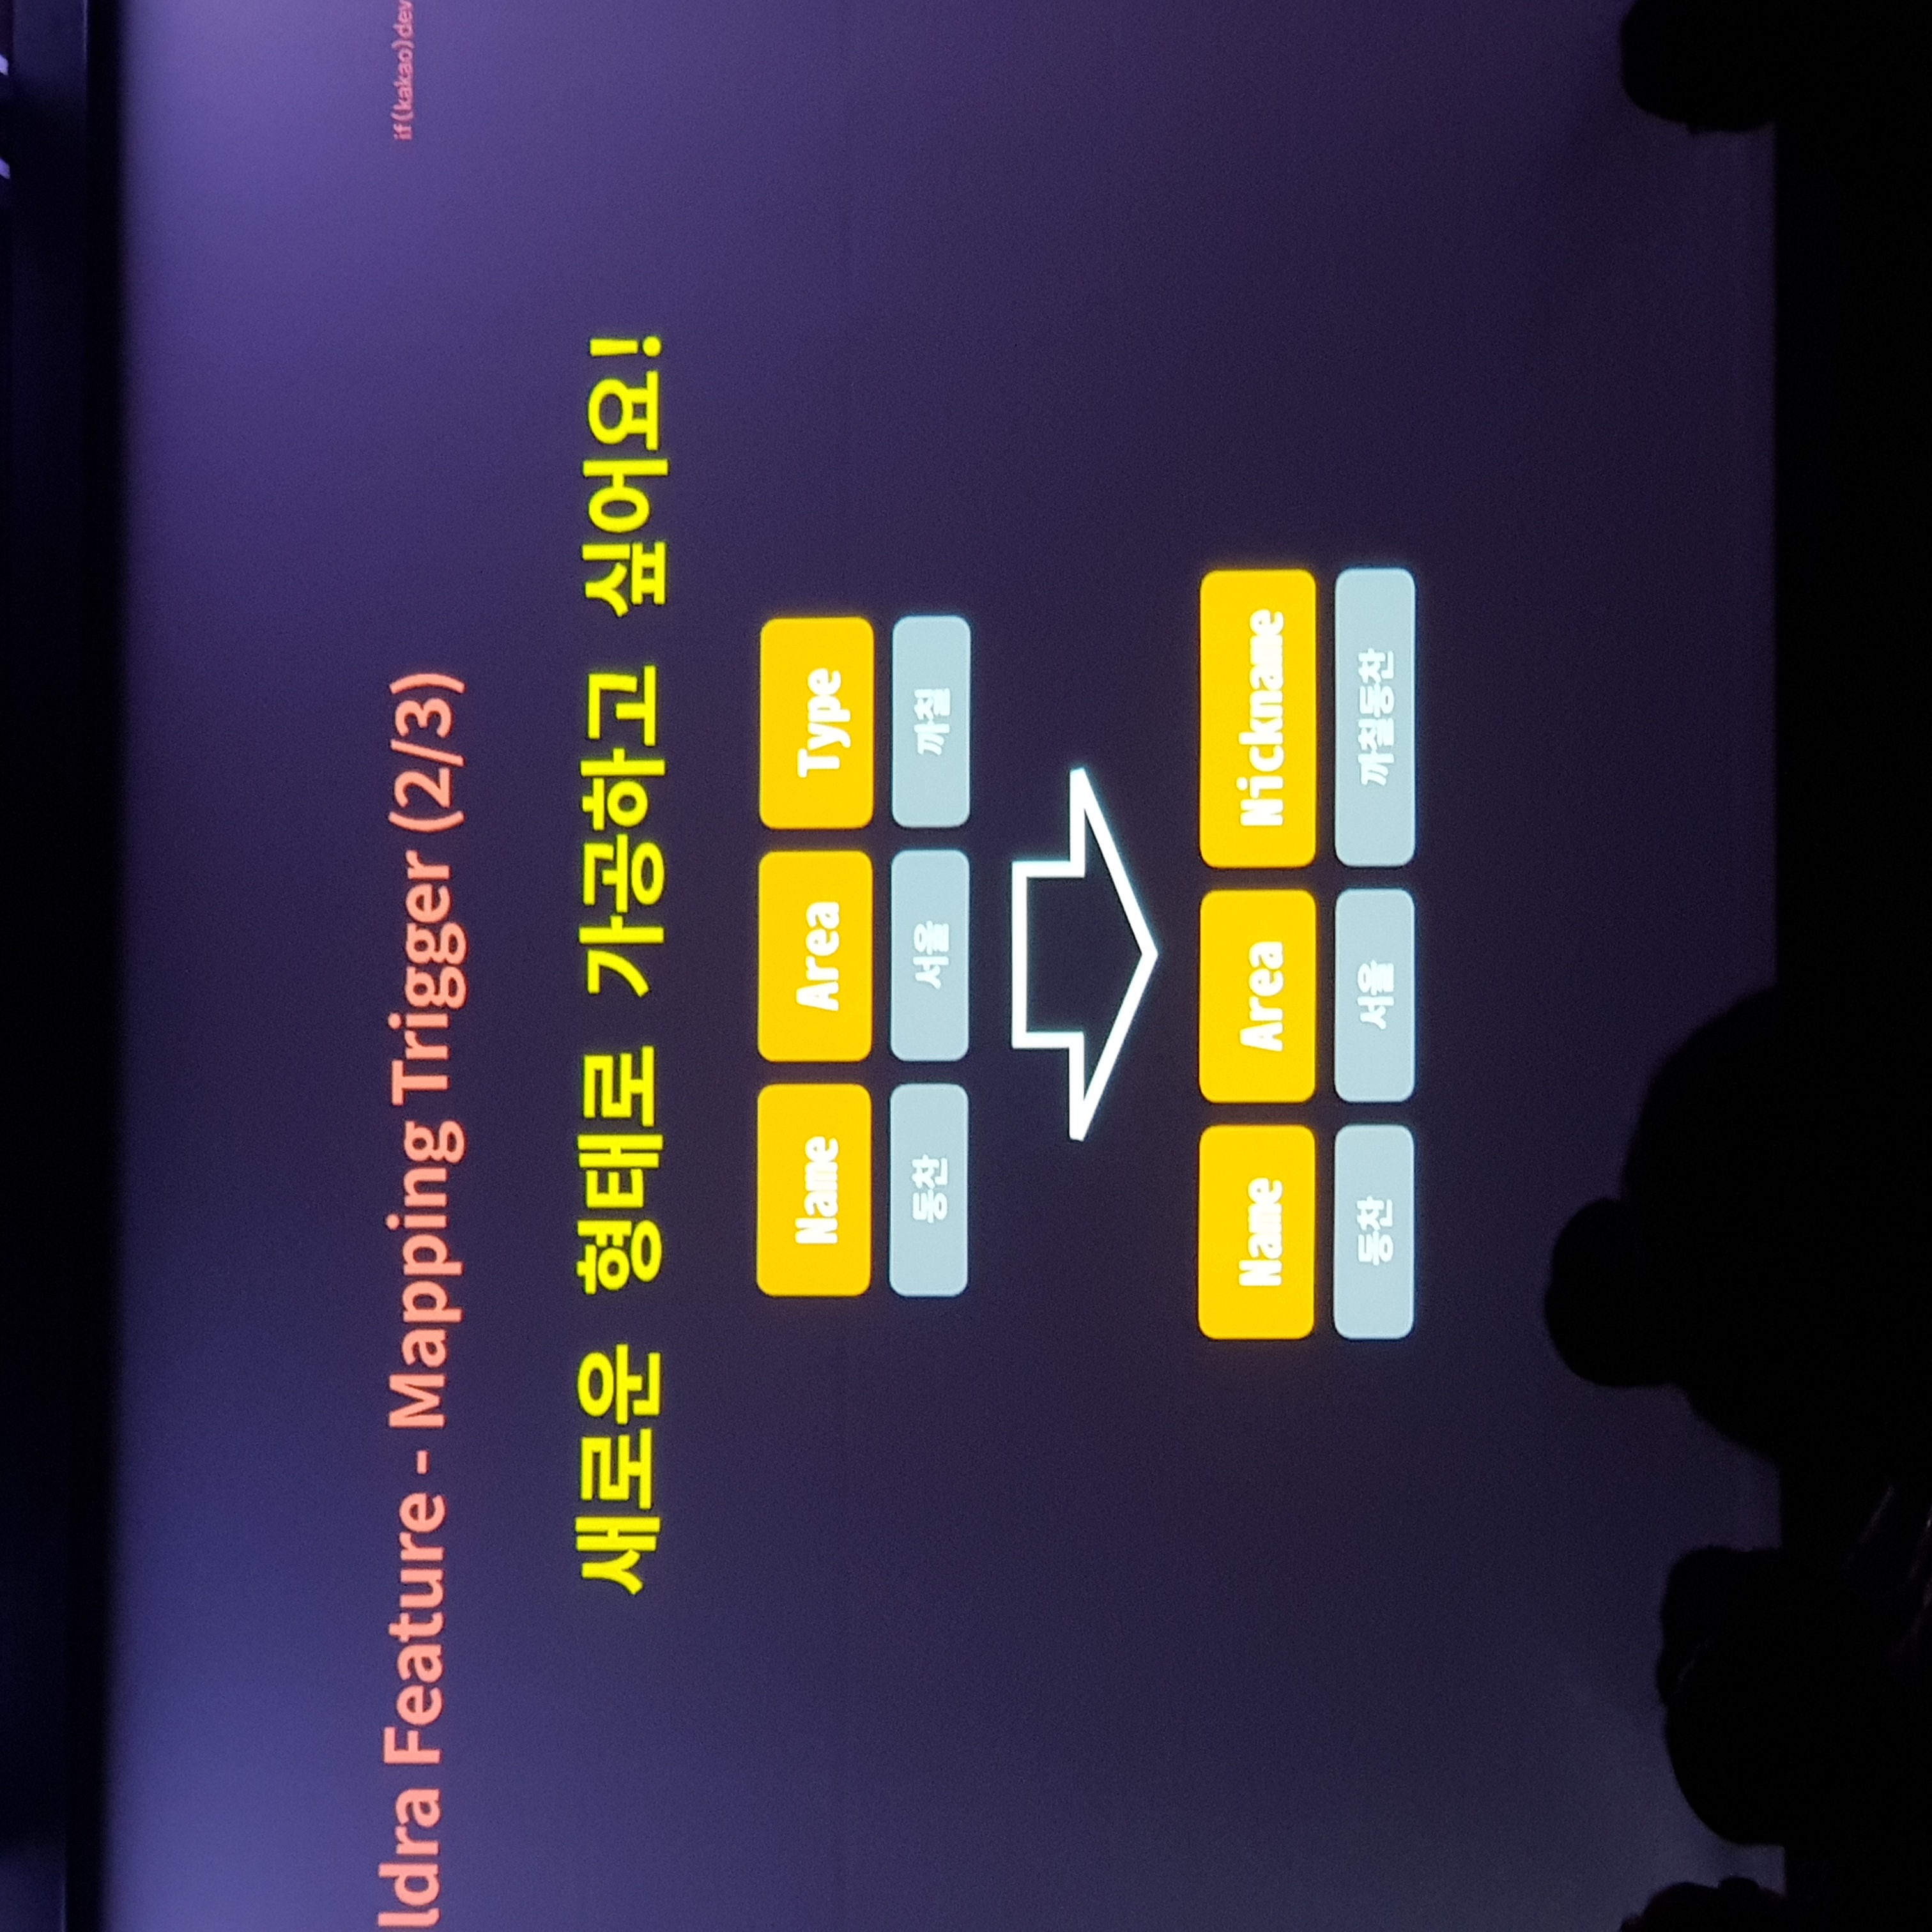 ldra Feature - Mapping Trigger (2/3)
if(kakao)dev
새로운 형태로 가공하고 싶어요!
Name Area Type
동찬 서울 까칠
Name Area Nickname
동찬 서울 까칠동찬